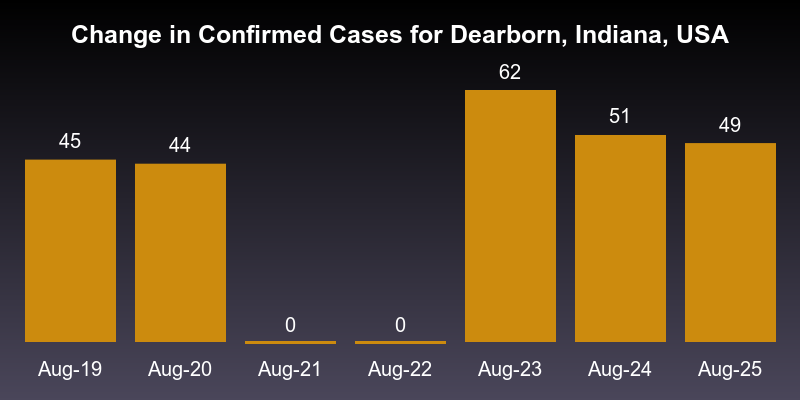 Change in Confirmed Cases for Dearborn, Indiana, USA
62
51
49
45
44
0
0
Aug-19
Aug-20
Aug-21
Aug-22
Aug-23
Aug-24
Aug-25